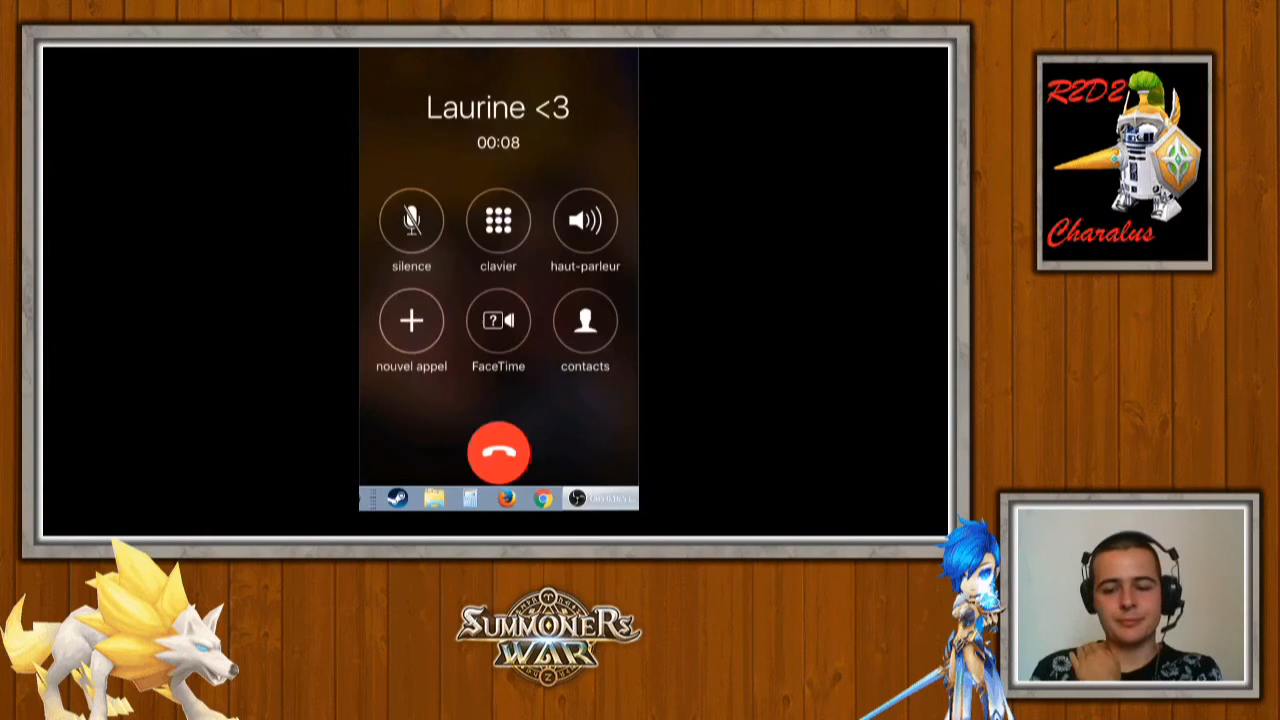 Laurine <3
00:08
silence
clavier
haut-parleur
nouvel appel
FaceTime
contacts
R2D2
Charalus
SUMMONERS
WAR